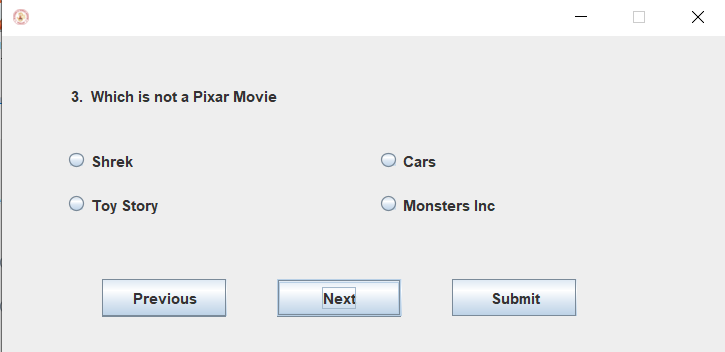 3. Which is not a Pixar Movie
Shrek
Cars
Toy Story
Monsters Inc
Previous
Next
Submit